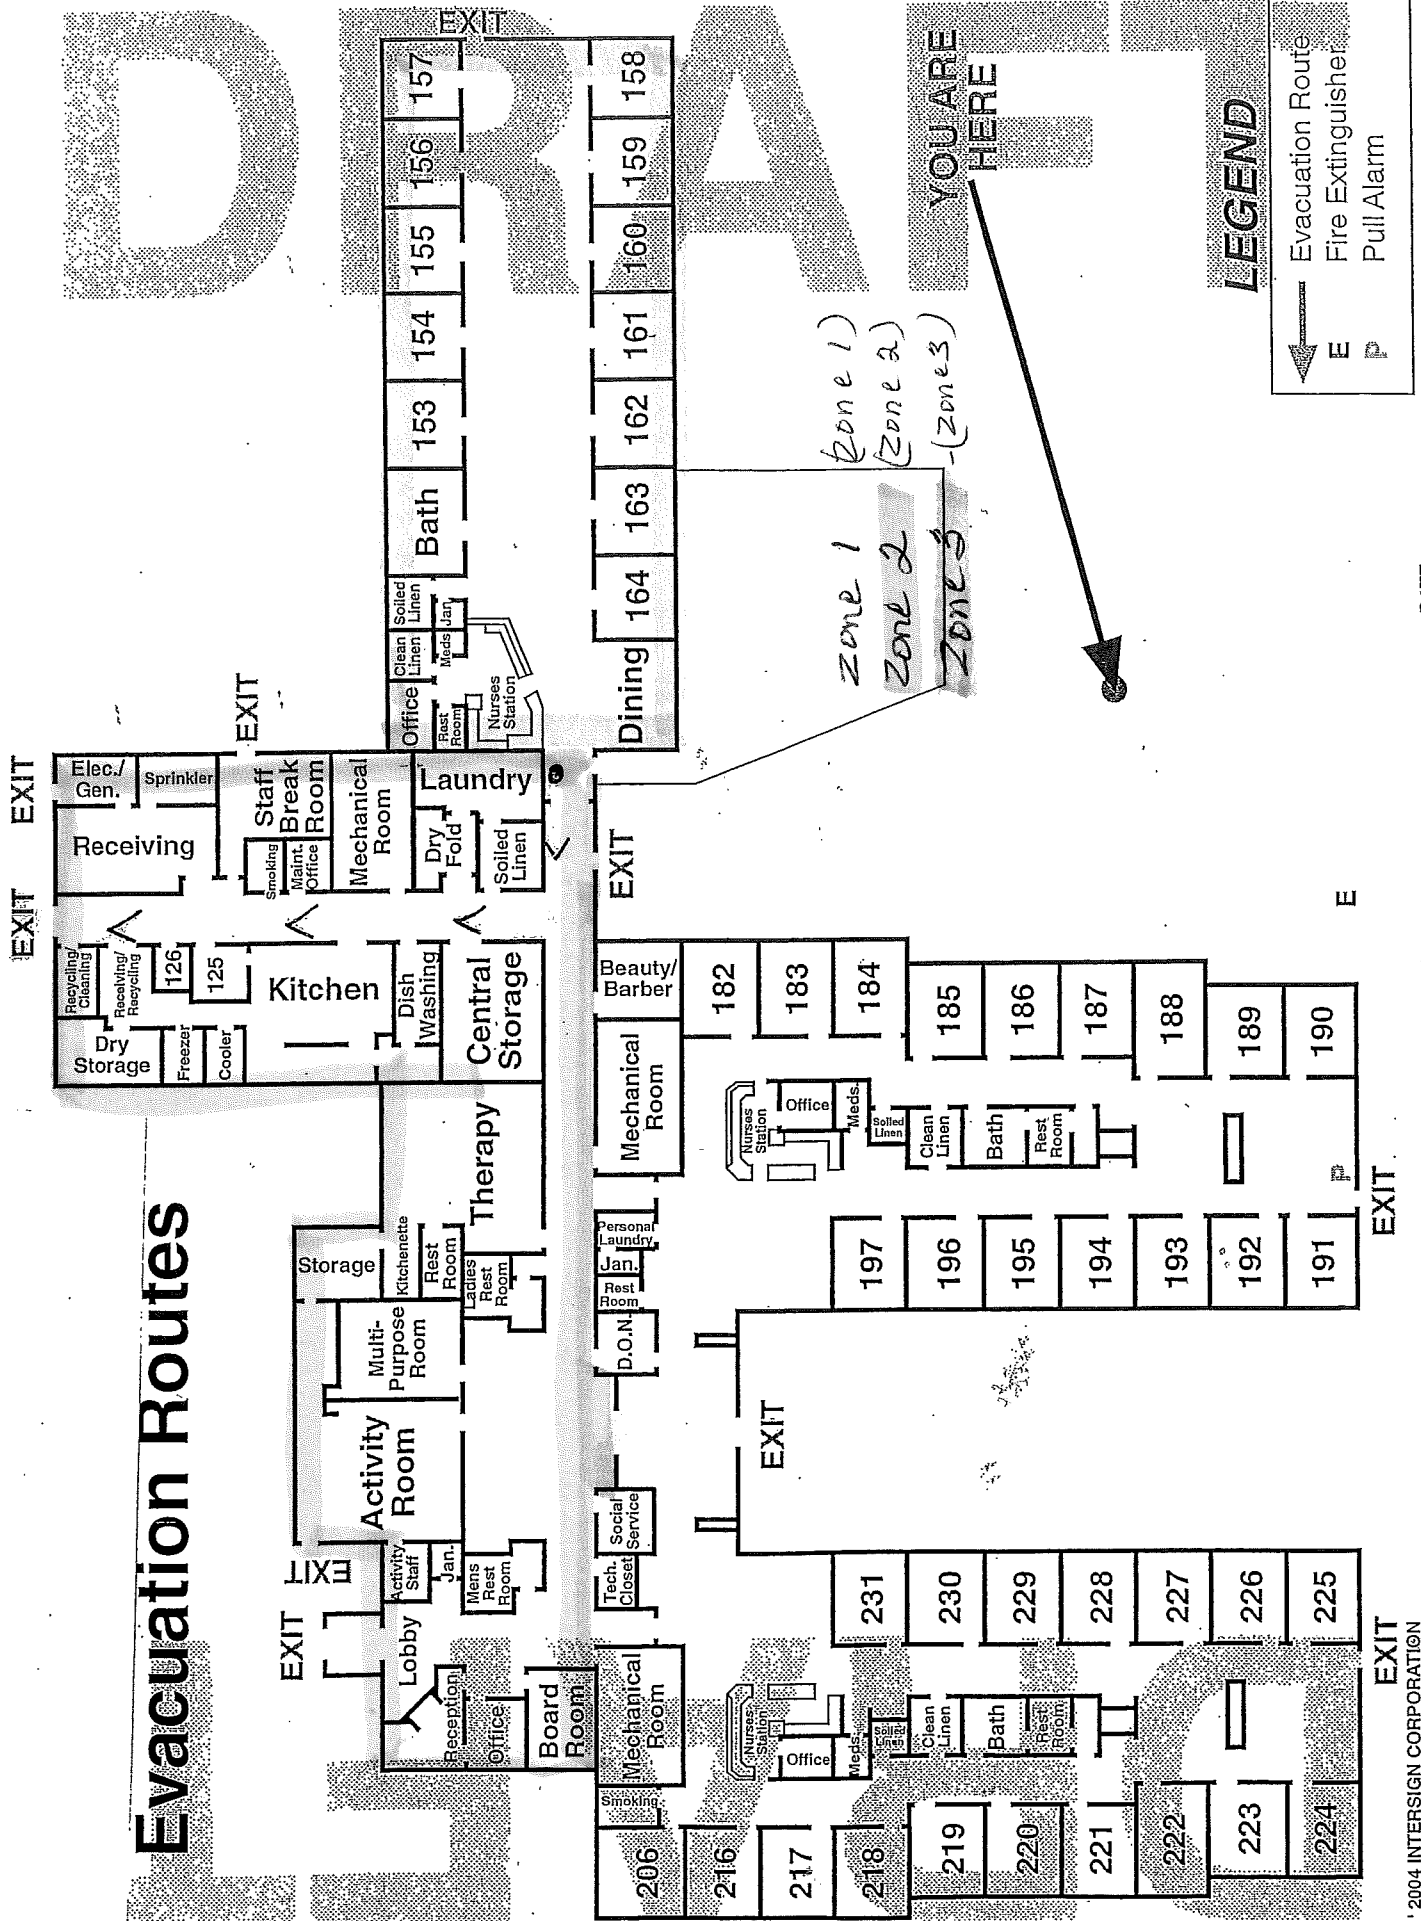 DRAFT
Evacuation Routes
EXIT
EXIT
EXIT
EXIT
157
156
155
154
153
Bath
Soiled
Linen
Jan.
Clean
Linen
Meds
Office
Rest
Room
Nurses
Station
158
159
160
161
162
163
164
Dining
Elec./
Gen.
Sprinkler
Receiving
Staff
Break
Room
Smoking
Maint.
Office
Mechanical
Room
Laundry
Dry
Fold
Soiled
Linen
EXIT
Recycling/
Cleaning
Receiving/
Recycling
126
125
Kitchen
Dish
Washing
Central
Storage
Dry
Storage
Freezer
Cooler
Therapy
Storage
Kitchenette
Rest
Room
Ladies
Rest
Room
Multi-
Purpose
Room
Activity
Room
EXIT
Activity
Staff
Jan.
Mens
Rest
Room
EXIT
Lobby
Reception
Office
Board
Room
Beauty/
Barber
Mechanical
Room
Personal
Laundry
Jan.
Rest
Room
D.O.N.
Social
Service
Tech.
Closet
Mechanical
Room
Smoking
182
183
184
185
186
187
188
189
190
Nurses
Station
Office
Meds.
Soiled
Linen
Clean
Linen
Bath
Rest
Room
197
196
195
194
193
192
191
P
EXIT
E
EXIT
231
230
229
228
227
226
225
Nurses
Station
Office
Meds.
Soiled
Linen
Clean
Linen
Bath
Rest
Room
EXIT
206
216
217
218
219
220
221
222
223
224
zone 1 (zone 1)
zone 2 (zone 2)
zone 3 -(zone 3)
YOU ARE
HERE
LEGEND
Evacuation Route
E Fire Extinguisher
P Pull Alarm
' 2004 INTERSIGN CORPORATION